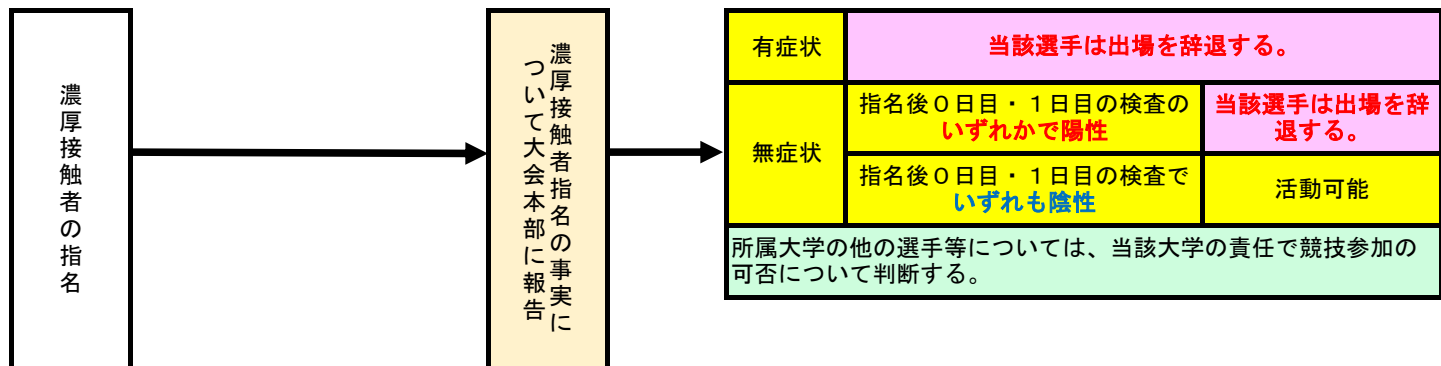 濃厚接触者の指名
濃厚接触者指名の事実に
ついて大会本部に報告
有症状
当該選手は出場を辞退する。
無症状
指名後０日目・１日目の検査の
いずれかで陽性
当該選手は出場を辞
退する。
指名後０日目・１日目の検査で
いずれも陰性
活動可能
所属大学の他の選手等については、当該大学の責任で競技参加の
可否について判断する。